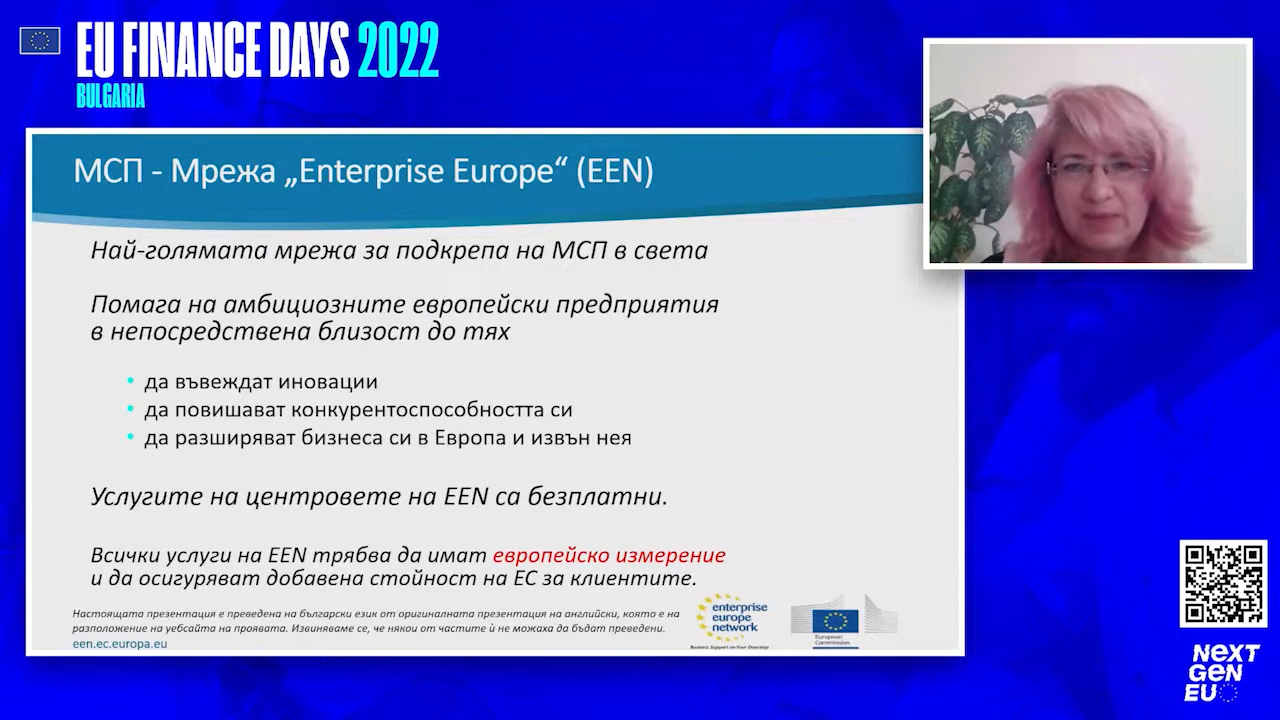 EU FINANCE DAYS 2022
BULGARIA
МСП - Мрежа „Enterprise Europe“ (EEN)
Най-голямата мрежа за подкрепа на МСП в света
Помага на амбициозните европейски предприятия
в непосредствена близост до тях
• да въвеждат иновации
• да повишават конкурентоспособността си
• да разширяват бизнеса си в Европа и извън нея
Услугите на центровете на EEN са безплатни.
Всички услуги на EEN трябва да имат европейско измерение
и да осигуряват добавена стойност на ЕС за клиентите.
Настоящата презентация е преведена на български език от оригиналната презентация на английски, която е на
разположение на уебсайта на проявата. Извиняваме се, че някои от частите ѝ не можаха да бъдат преведени.
een.ec.europa.eu
enterprise
europe
network
Business Support on Your Doorstep
European
Commission
NEXT
GEN
EU